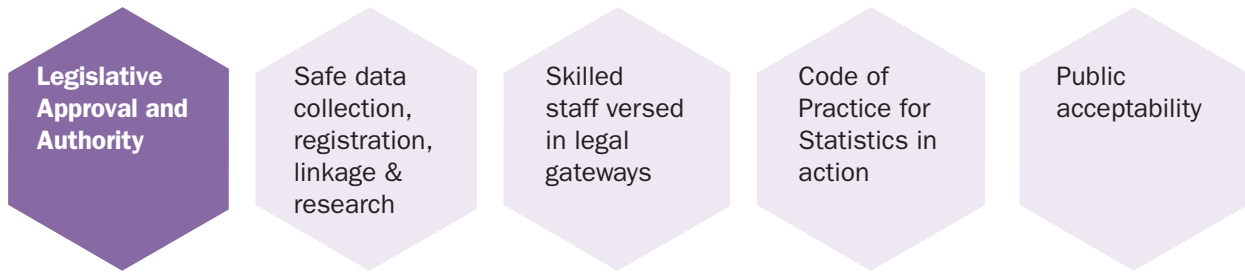 Legislative
Approval and
Authority
Safe data
collection,
registration,
linkage &
research
Skilled
staff versed
in legal
gateways
Code of
Practice for
Statistics in
action
Public
acceptability